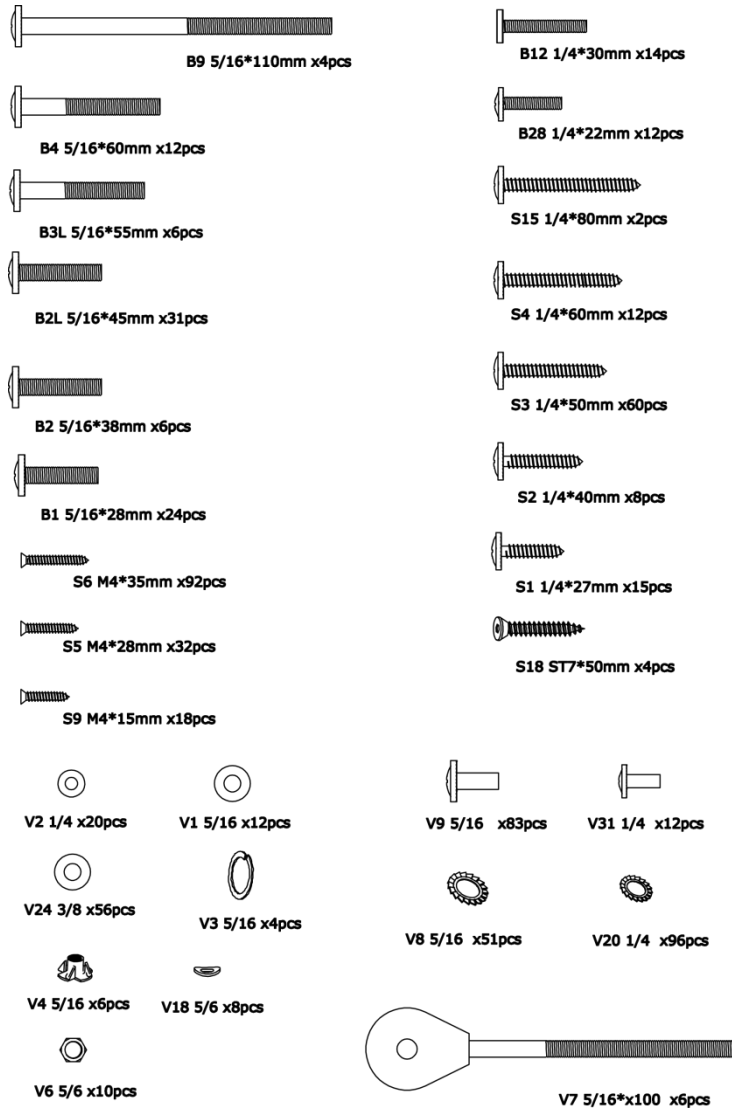 B9 5/16*110mm x4pcs
B12 1/4*30mm x14pcs
B4 5/16*60mm x12pcs
B28 1/4*22mm x12pcs
B3L 5/16*55mm x6pcs
S15 1/4*80mm x2pcs
B2L 5/16*45mm x31pcs
S4 1/4*60mm x12pcs
B2 5/16*38mm x6pcs
S3 1/4*50mm x60pcs
B1 5/16*28mm x24pcs
S2 1/4*40mm x8pcs
S6 M4*35mm x92pcs
S1 1/4*27mm x15pcs
S5 M4*28mm x32pcs
S18 ST7*50mm x4pcs
S9 M4*15mm x18pcs
V2 1/4 x20pcs
V1 5/16 x12pcs
V9 5/16 x83pcs
V31 1/4 x12pcs
V24 3/8 x56pcs
V3 5/16 x4pcs
V8 5/16 x51pcs
V20 1/4 x96pcs
V4 5/16 x6pcs
V18 5/6 x8pcs
V6 5/6 x10pcs
V7 5/16*x100 x6pcs